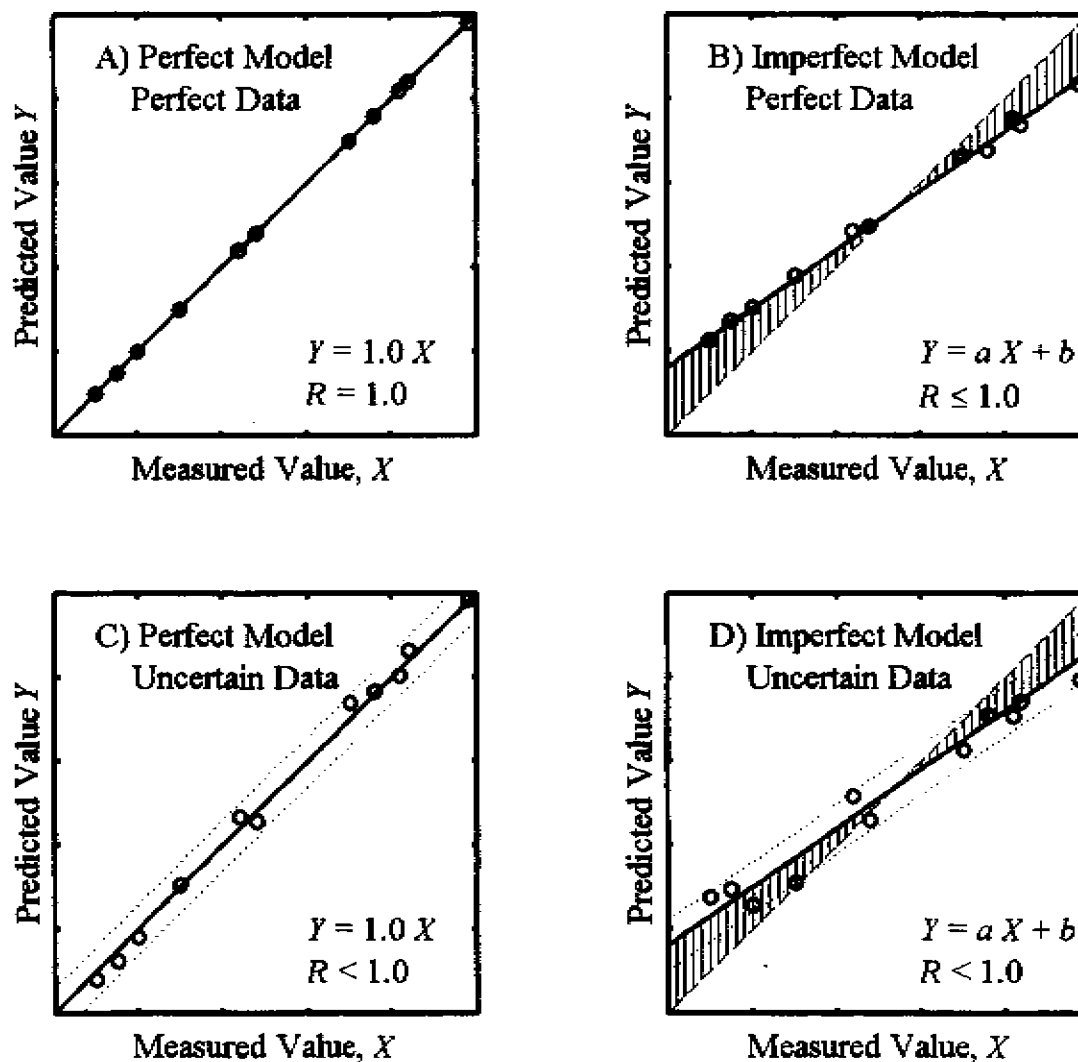 A) Perfect Model
Perfect Data
Predicted Value Y
Y = 1.0 X
R = 1.0
Measured Value, X
B) Imperfect Model
Perfect Data
Predicted Value Y
Y = a X + b
R ≤ 1.0
Measured Value, X
C) Perfect Model
Uncertain Data
Predicted Value Y
Y = 1.0 X
R < 1.0
Measured Value, X
D) Imperfect Model
Uncertain Data
Predicted Value Y
Y = a X + b
R < 1.0
Measured Value, X